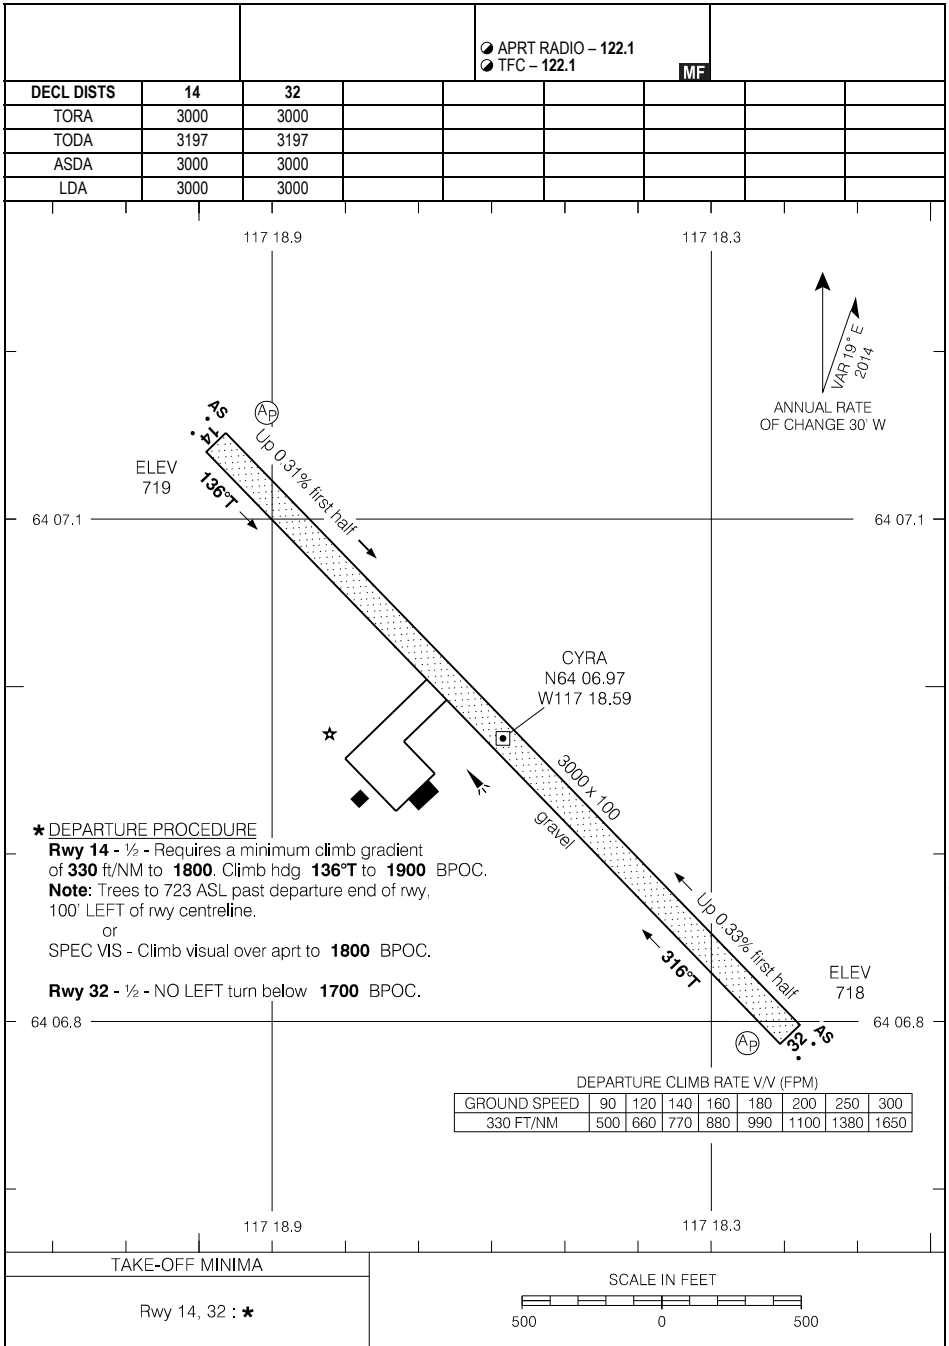 APRT RADIO – 122.1
TFC – 122.1
MF
DECL DISTS 14 32
TORA 3000 3000
TODA 3197 3197
ASDA 3000 3000
LDA 3000 3000
117 18.9 117 18.3
VAR 19° E
2014
ANNUAL RATE
OF CHANGE 30' W
AS
14
AP
ELEV
719
136°T
Up 0.31% first half
64 07.1 64 07.1
CYRA
N64 06.97
W117 18.59
3000 x 100
gravel
* DEPARTURE PROCEDURE
Rwy 14 - ½ - Requires a minimum climb gradient
of 330 ft/NM to 1800. Climb hdg 136°T to 1900 BPOC.
Note: Trees to 723 ASL past departure end of rwy,
100' LEFT of rwy centreline.
or
SPEC VIS - Climb visual over aprt to 1800 BPOC.
Rwy 32 - ½ - NO LEFT turn below 1700 BPOC.
Up 0.33% first half
316°T
ELEV
718
64 06.8 64 06.8
AP
32
AS
DEPARTURE CLIMB RATE V/V (FPM)
GROUND SPEED 90 120 140 160 180 200 250 300
330 FT/NM 500 660 770 880 990 1100 1380 1650
117 18.9 117 18.3
TAKE-OFF MINIMA
Rwy 14, 32 : *
SCALE IN FEET
500 0 500